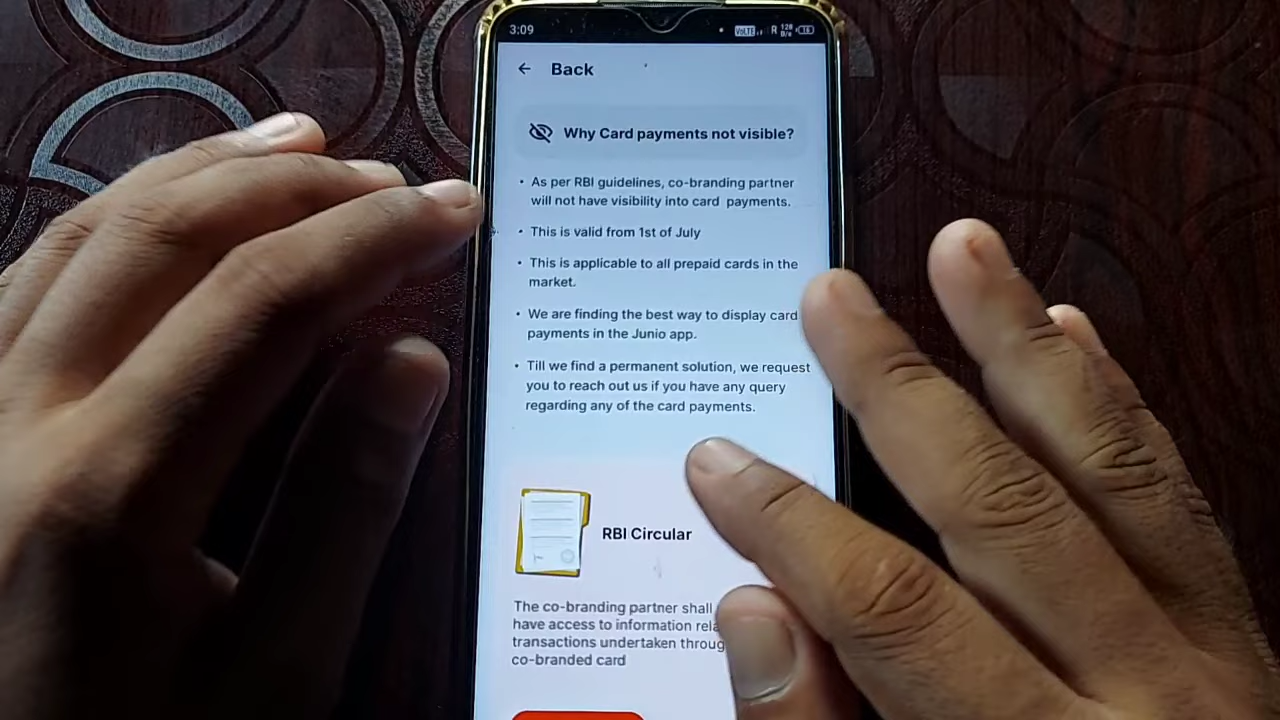 3:09
VoLTE R 128 B/s 18
Back
Why Card payments not visible?
• As per RBI guidelines, co-branding partner
will not have visibility into card payments.
• This is valid from 1st of July
• This is applicable to all prepaid cards in the
market.
• We are finding the best way to display card
payments in the Junio app.
• Till we find a permanent solution, we request
you to reach out us if you have any query
regarding any of the card payments.
RBI Circular
The co-branding partner shall
have access to information
transactions undertaken
co-branded card